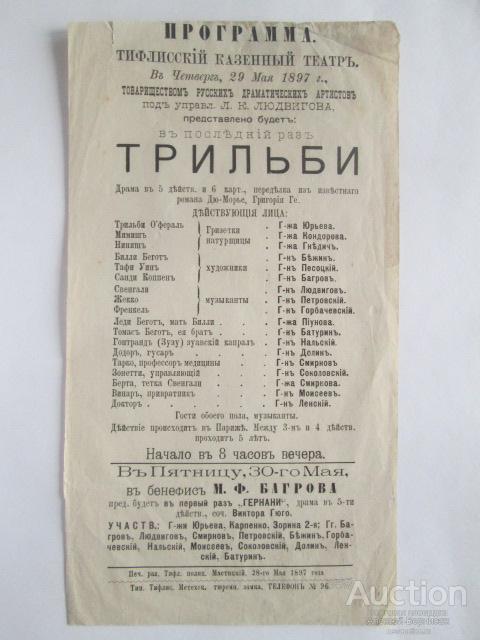 ПРОГРАММА.
ТИФЛИССКІЙ КАЗЕННЫЙ ТЕАТРЪ.
Въ Четвергъ, 29 Мая 1897 г.,
ТОВАРИЩЕСТВОМЪ РУССКИХЪ ДРАМАТИЧЕСКИХЪ АРТИСТОВЪ
подъ управл. Л. К. ЛЮДВИГОВА,
представлено будетъ:
въ послѣдній разъ
ТРИЛЬБИ
Драма въ 5 дѣйств. и 6 карт., передѣлка изъ извѣстнаго
романа Дю-Морье, Григорія Ге.
ДѢЙСТВУЮЩІЯ ЛИЦА:
Трильби О'фераль Гризетки Г-жа Юрьева.
Мимишъ натурщицы Г-жа Кондорова.
Нинишъ Г-жа Гнѣдичъ.
Билли Беготъ Г-нъ Бѣжинъ.
Тафи Уинъ художники Г-нъ Песоцкій.
Санди Коппенъ Г-нъ Багровъ.
Свенгали Г-нъ Людвиговъ.
Жекко музыканты Г-нъ Петровскій.
Френкель Г-нъ Горбачевскій.
Леди Беготъ, мать Билли . . . Г-жа Піунова.
Томасъ Беготъ, ея братъ . . . Г-нъ Батуринъ.
Гонтрандъ (Зузу) зуавскій капралъ . Г-нъ Нальскій.
Додоръ, гусаръ . . . . Г-нъ Долинъ.
Тарко, профессоръ медицины . . Г-нъ Смирновъ
Зонетти, управляющій . . . Г-нъ Соколовскій.
Берта, тетка Свенгали . . . Г-жа Смиркова.
Винаръ, привратникъ . . . Г-нъ Моисеевъ.
Докторъ . . . . . Г-нъ Ленскій.
Гости обоего пола, музыканты.
Дѣйствіе происходитъ въ Парижѣ. Между 3-мъ и 4 дѣйств.
проходитъ 5 лѣтъ.
Начало въ 8 часовъ вечера.
Въ Пятницу, 30-го Мая,
въ бенефисъ М. Ф. БАГРОВА
пред. будетъ въ первый разъ „ГЕРНАНИ", драма въ 5-ти
дѣйств., соч. Виктора Гюго.
УЧАСТВ.: Г-жи Юрьева, Карпенко, Зорина 2-я; Гг. Баг-
ровъ, Людвиговъ, Смирновъ, Петровскій, Бѣжинъ, Горба-
чевскій, Нальскій, Моисеевъ, Соколовскій, Долинъ, Лен-
скій, Батуринъ.
Печ. раз. Тифл. полиц. 28-го Мая 1897 года
Тип. Тифлис. Метехск. тюремн. замка, ТЕЛЕФОНЪ № 96.
Auction